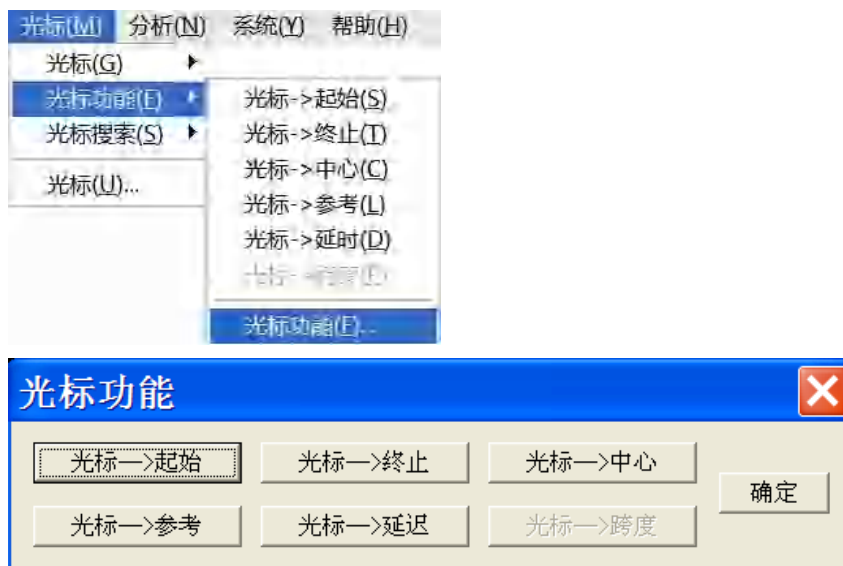 光标(M) 分析(N) 系统(Y) 帮助(H)
光标(G)
光标功能(F)
光标搜索(S)
光标(U)...
光标->起始(S)
光标->终止(T)
光标->中心(C)
光标->参考(L)
光标->延时(D)
光标功能(F)...
光标功能
光标—>起始 光标—>终止 光标—>中心
确定
光标—>参考 光标—>延迟 光标—>跨度